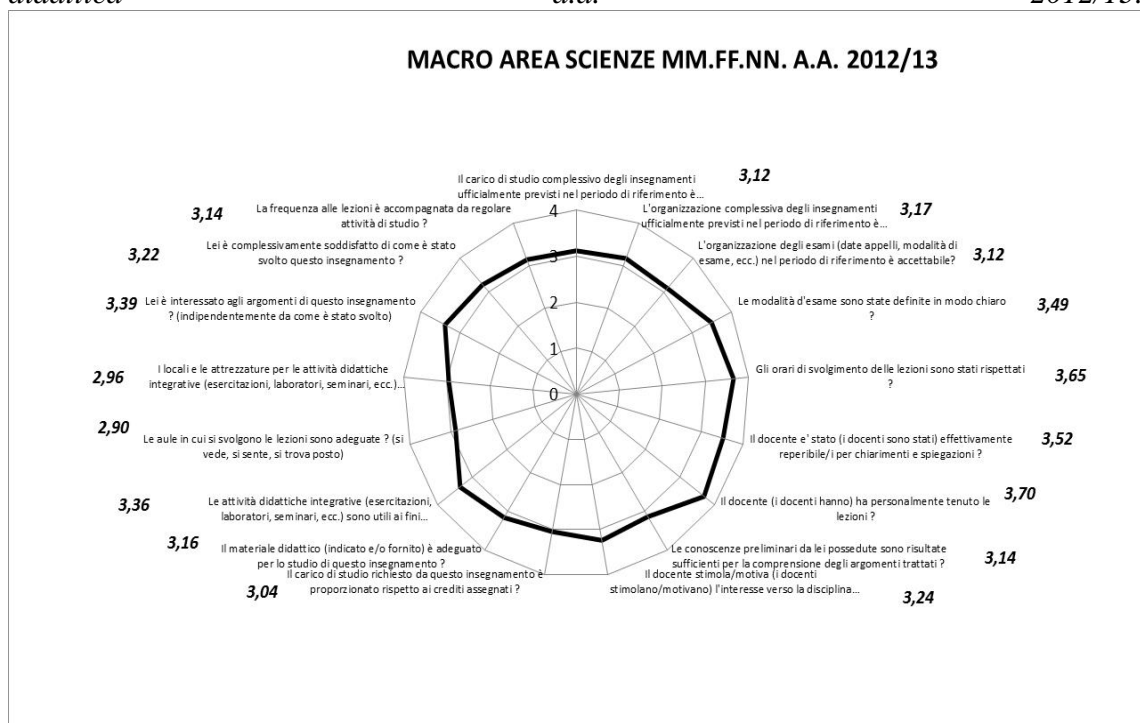 didattica a.a. 2012/13.
MACRO AREA SCIENZE MM.FF.NN. A.A. 2012/13
Il carico di studio complessivo degli insegnamenti
ufficialmente previsti nel periodo di riferimento è...
3,12
L'organizzazione complessiva degli insegnamenti
ufficialmente previsti nel periodo di riferimento è...
3,17
L'organizzazione degli esami (date appelli, modalità di
esame, ecc.) nel periodo di riferimento è accettabile?
3,12
Le modalità d'esame sono state definite in modo chiaro
?
3,49
Gli orari di svolgimento delle lezioni sono stati rispettati
?
3,65
Il docente e' stato (i docenti sono stati) effettivamente
reperibile/i per chiarimenti e spiegazioni ?
3,52
Il docente (i docenti hanno) ha personalmente tenuto le
lezioni ?
3,70
Le conoscenze preliminari da lei possedute sono risultate
sufficienti per la comprensione degli argomenti trattati ?
3,14
Il docente stimola/motiva (i docenti
stimolano/motivano) l'interesse verso la disciplina...
3,24
Il carico di studio richiesto da questo insegnamento è
proporzionato rispetto ai crediti assegnati ?
3,04
Il materiale didattico (indicato e/o fornito) è adeguato
per lo studio di questo insegnamento ?
3,16
Le attività didattiche integrative (esercitazioni,
laboratori, seminari, ecc.) sono utili ai fini...
3,36
Le aule in cui si svolgono le lezioni sono adeguate ? (si
vede, si sente, si trova posto)
2,90
I locali e le attrezzature per le attività didattiche
integrative (esercitazioni, laboratori, seminari, ecc.)...
2,96
Lei è interessato agli argomenti di questo insegnamento
? (indipendentemente da come è stato svolto)
3,39
Lei è complessivamente soddisfatto di come è stato
svolto questo insegnamento ?
3,22
La frequenza alle lezioni è accompagnata da regolare
attività di studio ?
3,14
4
3
2
1
0